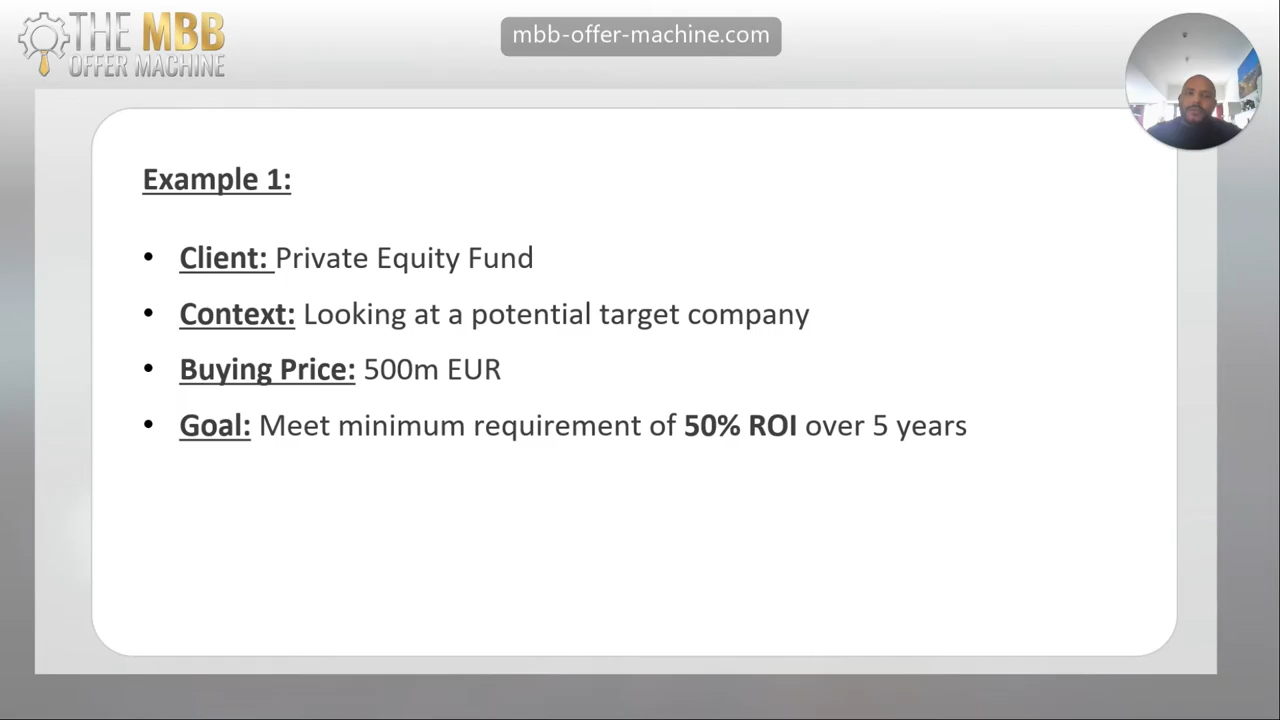 THE MBB
OFFER MACHINE
mbb-offer-machine.com
Example 1:
• Client: Private Equity Fund
• Context: Looking at a potential target company
• Buying Price: 500m EUR
• Goal: Meet minimum requirement of 50% ROI over 5 years